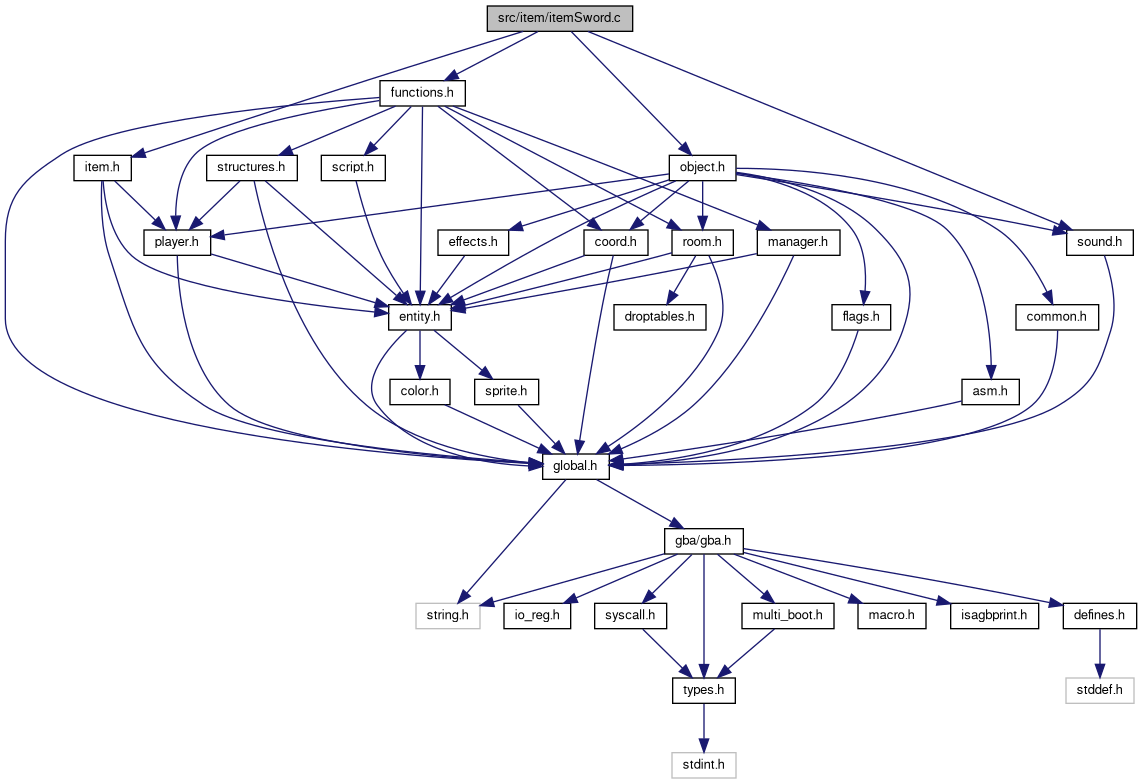 src/item/itemSword.c
functions.h
item.h
structures.h
script.h
object.h
player.h
effects.h
coord.h
room.h
manager.h
sound.h
entity.h
droptables.h
flags.h
common.h
color.h
sprite.h
asm.h
global.h
gba/gba.h
string.h
io_reg.h
syscall.h
multi_boot.h
macro.h
isagbprint.h
defines.h
types.h
stddef.h
stdint.h